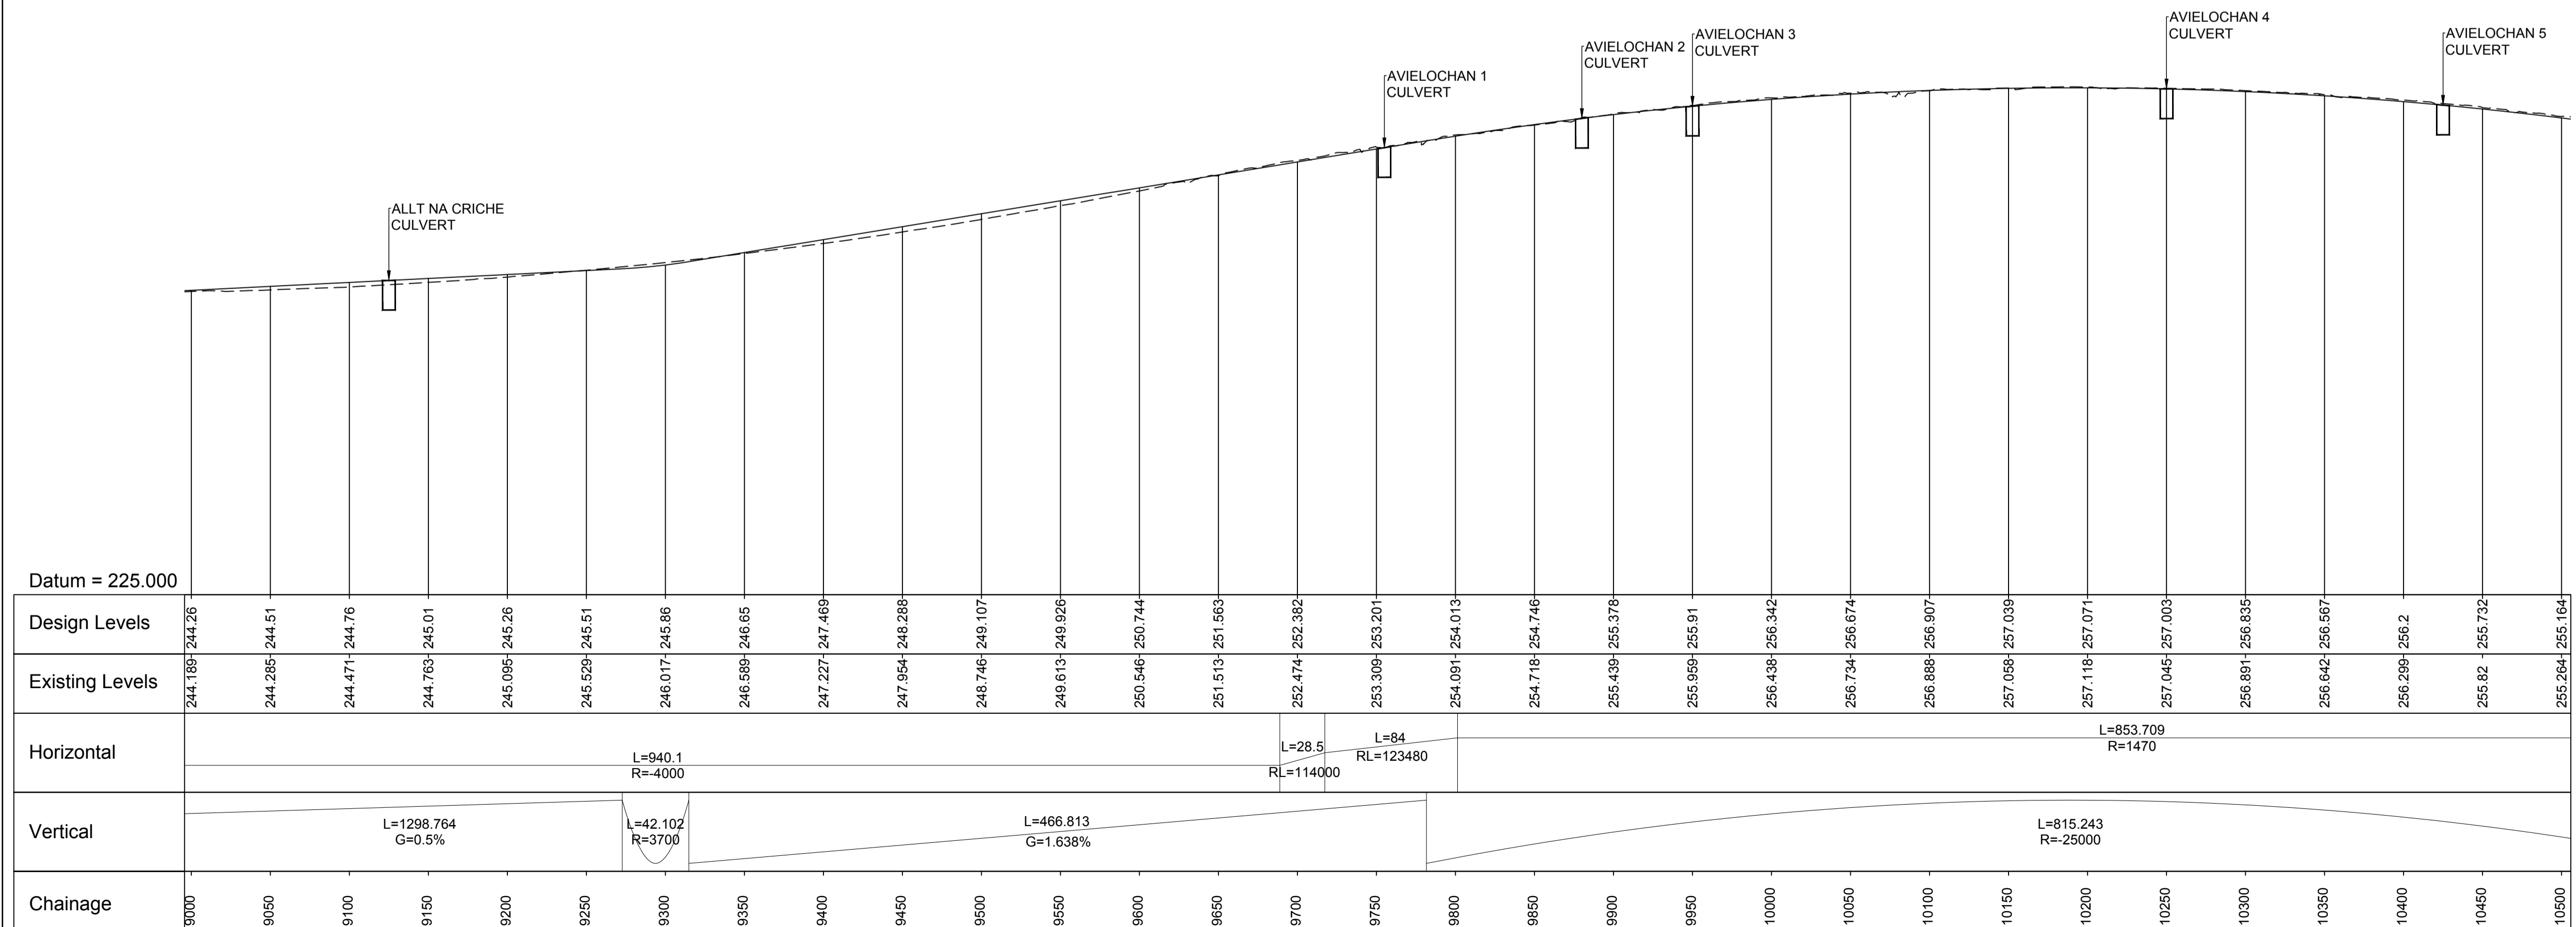 AVIELOCHAN 4
CULVERT
AVIELOCHAN 3
CULVERT
AVIELOCHAN 5
CULVERT
AVIELOCHAN 2
CULVERT
AVIELOCHAN 1
CULVERT
ALLT NA CRICHE
CULVERT
Datum = 225.000
Design Levels
244.26
244.51
244.76
245.01
245.26
245.51
245.86
246.65
247.469
248.288
249.107
249.926
250.744
251.563
252.382
253.201
254.013
254.746
255.378
255.911
256.342
256.674
256.907
257.039
257.071
257.003
256.835
256.567
256.2
255.732
255.164
Existing Levels
244.189
244.285
244.471
244.763
245.095
245.529
246.017
246.589
247.227
247.954
248.746
249.613
250.546
251.513
252.474
253.309
254.091
254.718
255.439
255.959
256.438
256.734
256.888
257.058
257.118
257.045
256.891
256.642
256.299
255.82
255.264
Horizontal
L=940.1
R=-4000
L=28.5
RL=114000
L=84
RL=123480
L=853.709
R=1470
Vertical
L=1298.764
G=0.5%
L=42.102
R=3700
L=466.813
G=1.638%
L=815.243
R=-25000
Chainage
9000
9050
9100
9150
9200
9250
9300
9350
9400
9450
9500
9550
9600
9650
9700
9750
9800
9850
9900
9950
10000
10050
10100
10150
10200
10250
10300
10350
10400
10450
10500